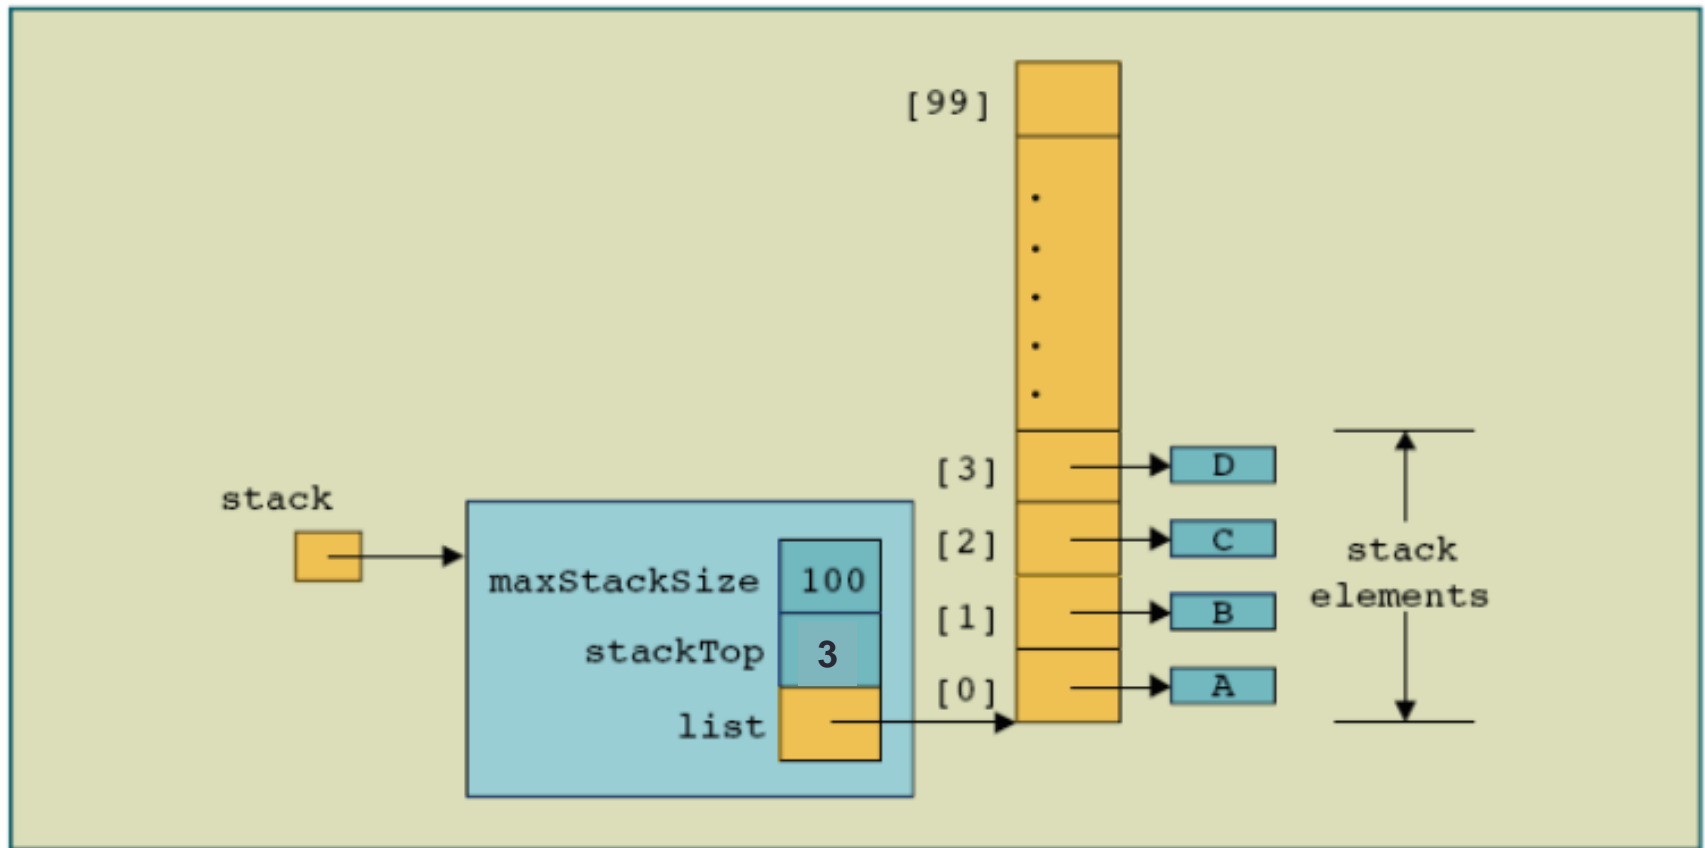 [99]
[3]
D
stack
[2]
C
stack
elements
maxStackSize
100
[1]
B
stackTop
3
[0]
A
list